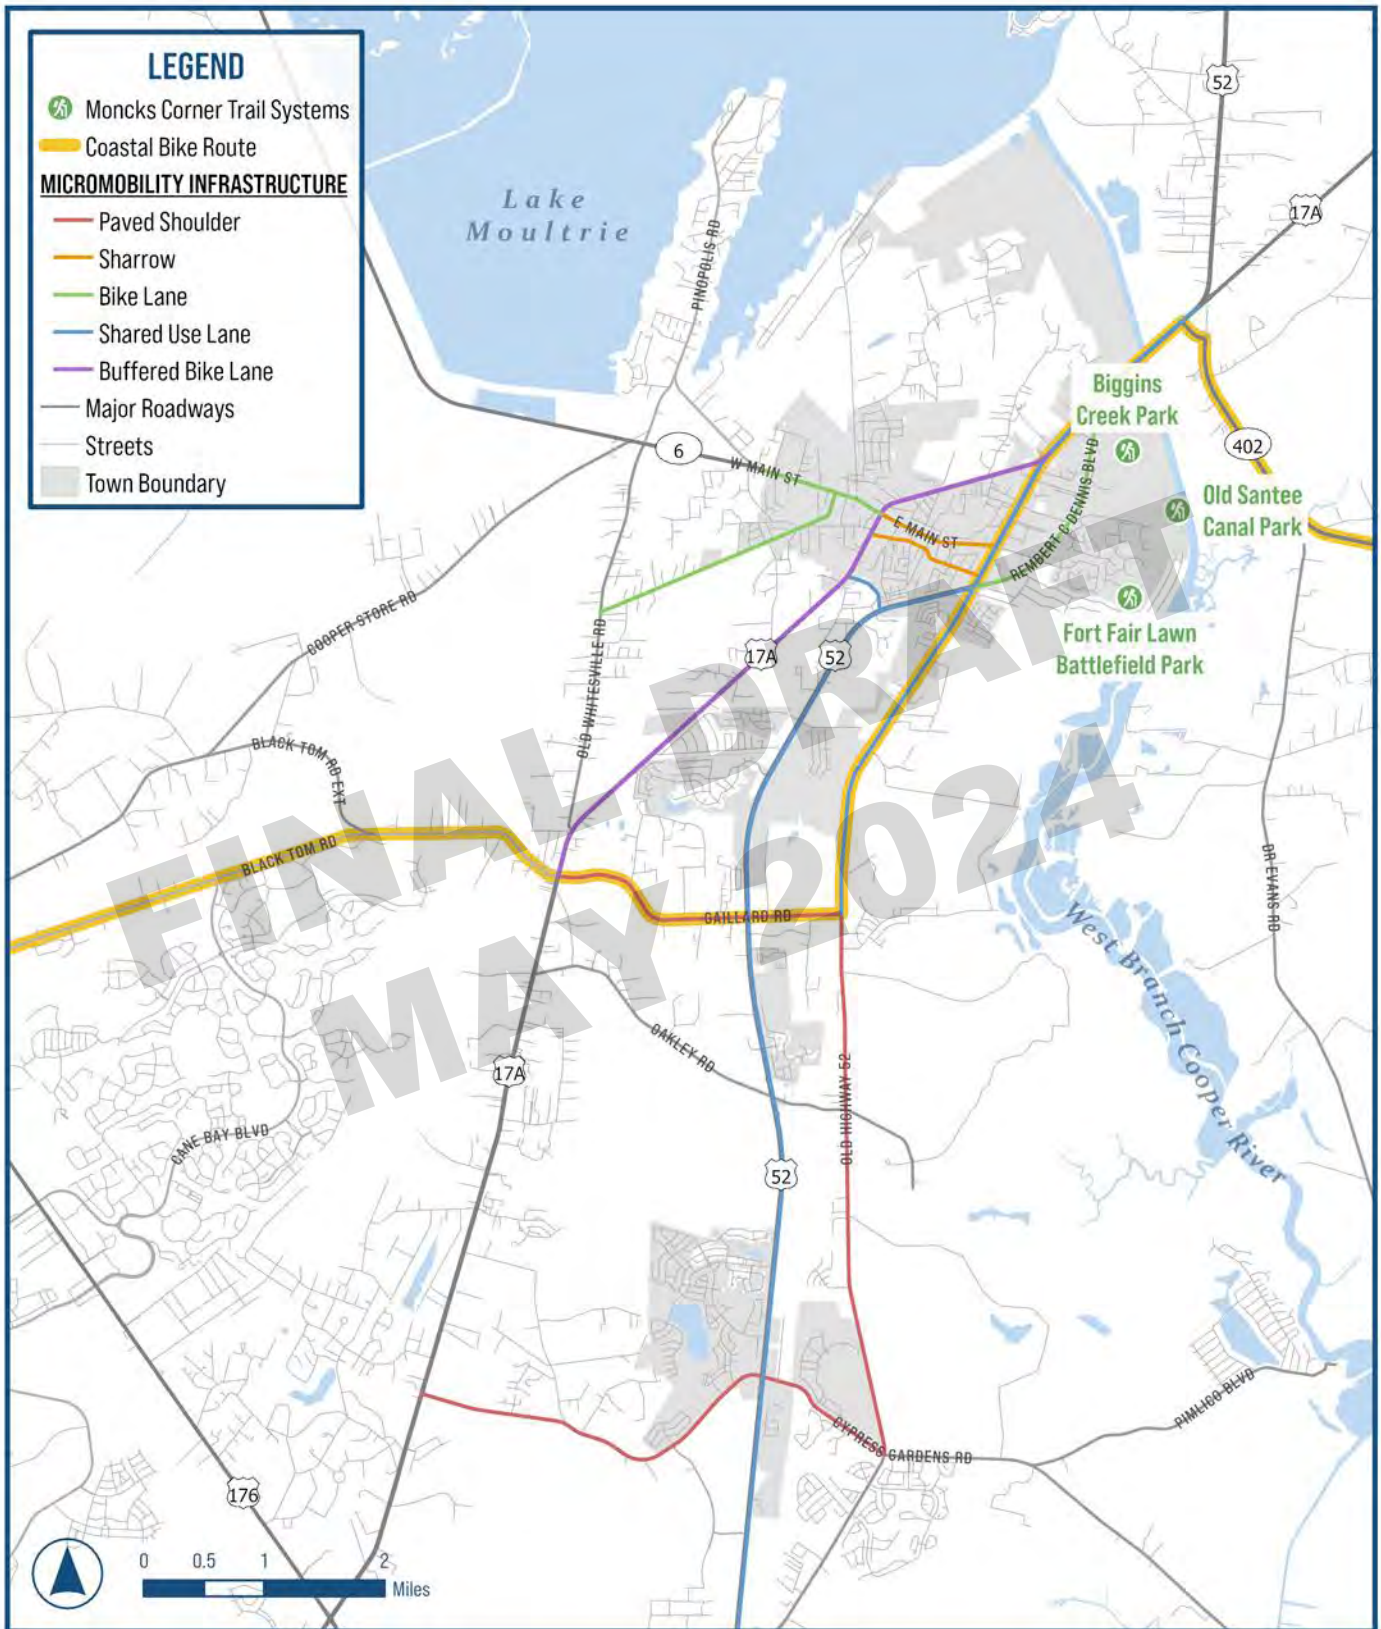 LEGEND
Moncks Corner Trail Systems
Coastal Bike Route
MICROMOBILITY INFRASTRUCTURE
Paved Shoulder
Sharrow
Bike Lane
Shared Use Lane
Buffered Bike Lane
Major Roadways
Streets
Town Boundary
52
17A
Lake
Moultrie
PINOPOLIS RD
Biggins
Creek Park
402
6
W MAIN ST
Old Santee
Canal Park
E MAIN ST
REMBERT C DENNIS BLVD
Fort Fair Lawn
Battlefield Park
COOPER STORE RD
OLD WHITESVILLE RD
17A
52
BLACK TOM RD EXT
BLACK TOM RD
GAILLARD RD
DR EVANS RD
West Branch Cooper River
FINAL DRAFT
MAY 2024
OAKLEY RD
17A
OLD HIGHWAY 52
CANE BAY BLVD
52
PIMLICO BLVD
CYPRESS GARDENS RD
176
0 0.5 1 2
Miles